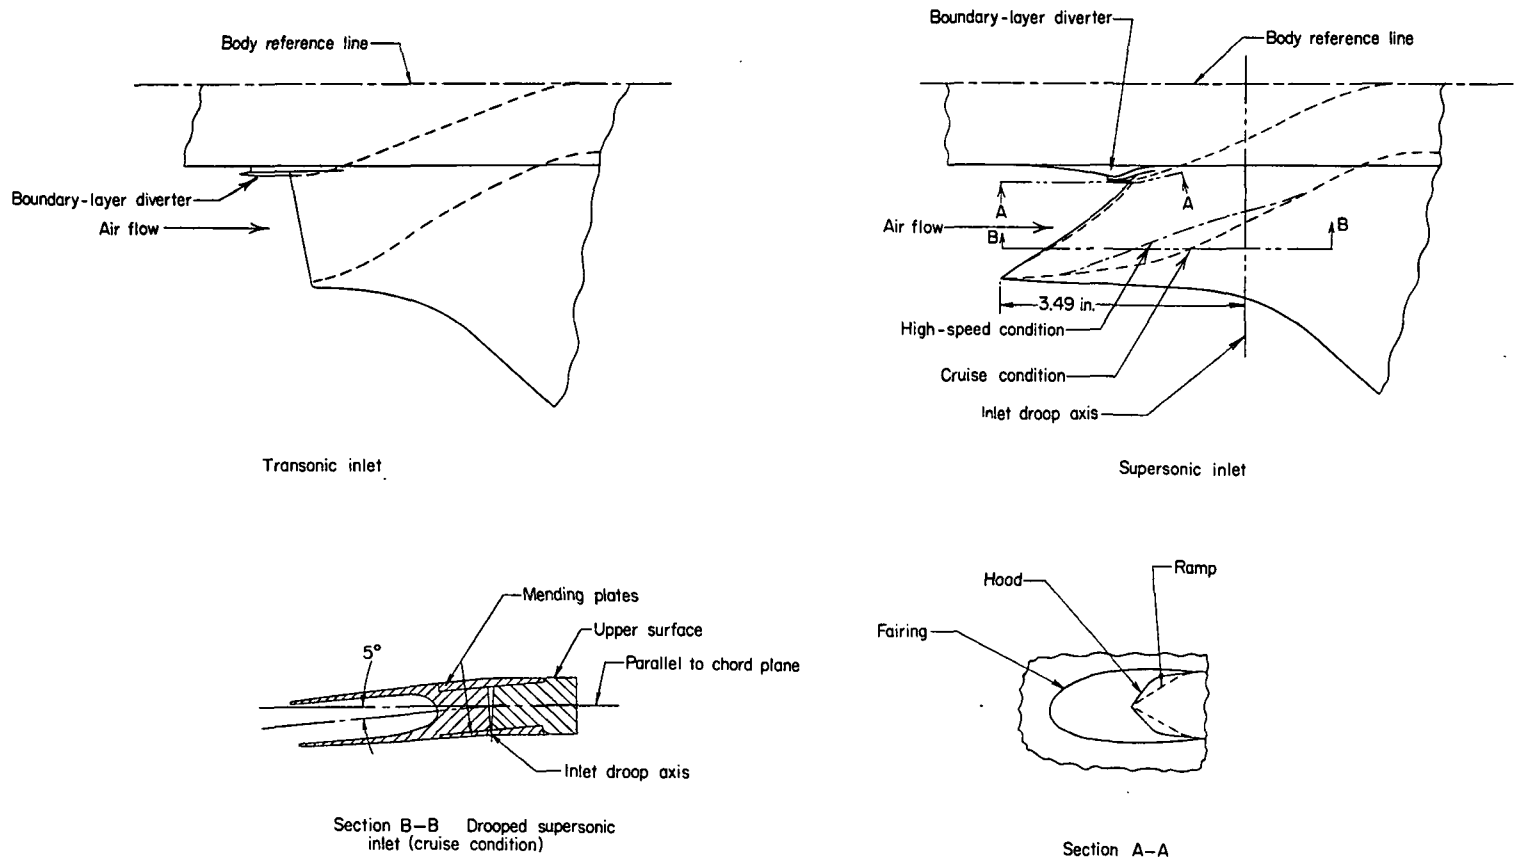 Body reference line
Boundary-layer diverter
Air flow
Transonic inlet
Boundary-layer diverter
Body reference line
A
A
Air flow
B
B
3.49 in.
High-speed condition
Cruise condition
Inlet droop axis
Supersonic inlet
Mending plates
Upper surface
5°
Parallel to chord plane
Inlet droop axis
Section B-B Drooped supersonic
inlet (cruise condition)
Ramp
Hood
Fairing
Section A-A